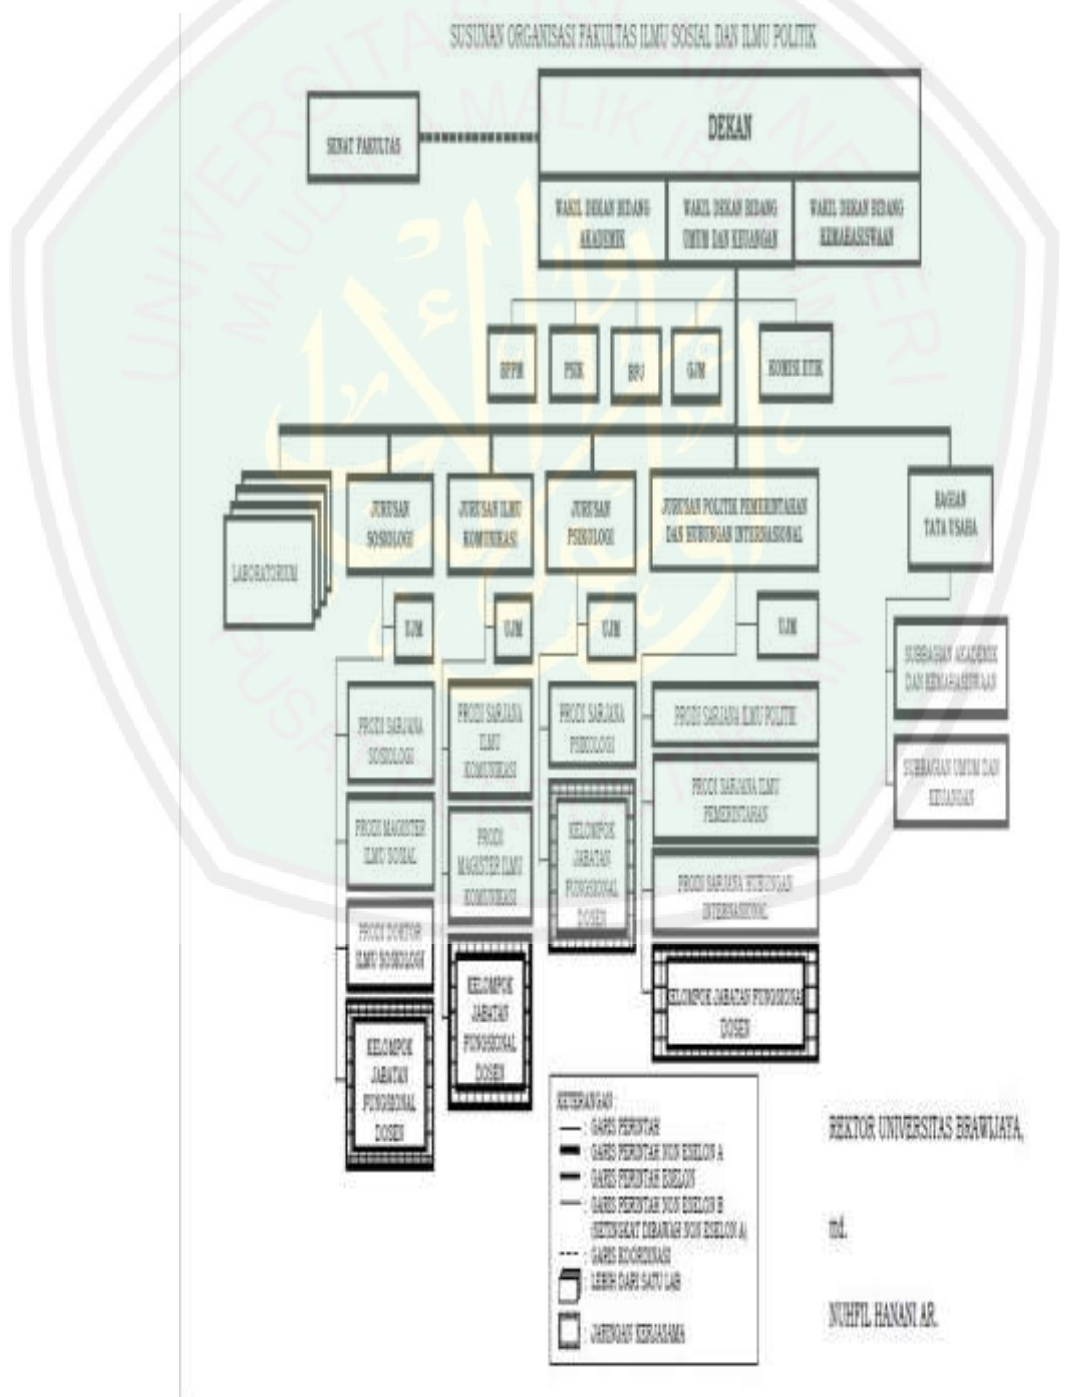 SUSUNAN ORGANISASI FAKULTAS ILMU SOSIAL DAN ILMU POLITIK
SENAT FAKULTAS
DEKAN
WAKIL DEKAN BIDANG
AKADEMIK
WAKIL DEKAN BIDANG
UMUM DAN KEUANGAN
WAKIL DEKAN BIDANG
KEMAHASISWAAN
BPPM
PSIK
BPJ
GJM
KOMISI ETIK
LABORATORIUM
JURUSAN
SOSIOLOGI
JURUSAN ILMU
KOMUNIKASI
JURUSAN
PSIKOLOGI
JURUSAN POLITIK PEMERINTAHAN
DAN HUBUNGAN INTERNASIONAL
BAGIAN
TATA USAHA
UJM
UJM
UJM
UJM
SUBBAGIAN AKADEMIK
DAN KEMAHASISWAAN
SUBBAGIAN UMUM DAN
KEUANGAN
PRODI SARJANA
SOSIOLOGI
PRODI MAGISTER
ILMU SOSIAL
PRODI DOKTOR
ILMU SOSIOLOGI
KELOMPOK
JABATAN
FUNGSIONAL
DOSEN
PRODI SARJANA
ILMU
KOMUNIKASI
PRODI
MAGISTER ILMU
KOMUNIKASI
KELOMPOK
JABATAN
FUNGSIONAL
DOSEN
PRODI SARJANA
PSIKOLOGI
KELOMPOK
JABATAN
FUNGSIONAL
DOSEN
PRODI SARJANA ILMU POLITIK
PRODI SARJANA ILMU
PEMERINTAHAN
PRODI SARJANA HUBUNGAN
INTERNASIONAL
KELOMPOK JABATAN FUNGSIONAL
DOSEN
KETERANGAN :
: GARIS PERINTAH
: GARIS PERINTAH NON ESELON A
: GARIS PERINTAH ESELON
: GARIS PERINTAH NON ESELON B
(SETINGKAT DIBAWAH NON ESELON A)
: GARIS KOORDINASI
: LEBIH DARI SATU LAB
: JARINGAN KERJASAMA
REKTOR UNIVERSITAS BRAWIJAYA,
ttd.
NUHFIL HANANI AR.